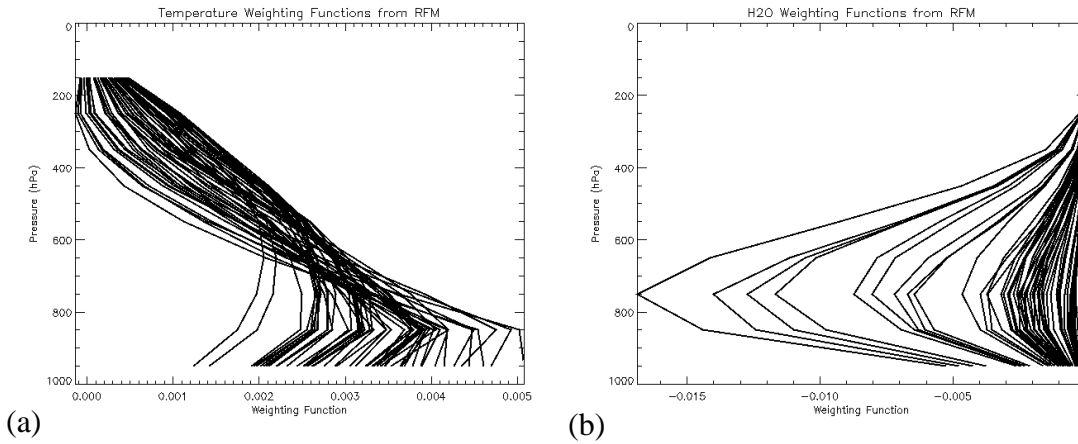 Temperature Weighting Functions from RFM
0
200
400
600
800
1000
Pressure (hPa)
0.000 0.001 0.002 0.003 0.004 0.005
Weighting Function
(a)
H2O Weighting Functions from RFM
0
200
400
600
800
1000
Pressure (hPa)
-0.015 -0.010 -0.005
Weighting Function
(b)